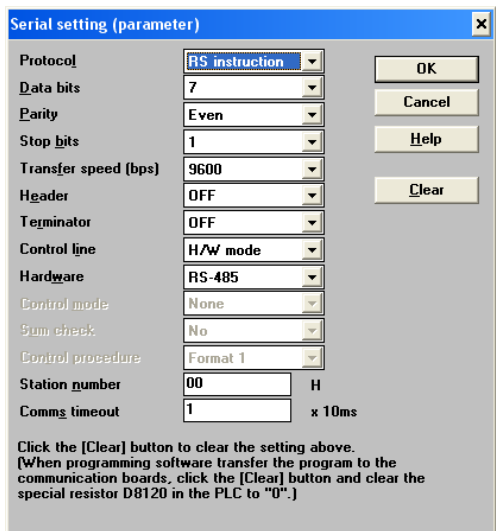 Serial setting (parameter)
Protocol RS instruction OK
Data bits 7 Cancel
Parity Even
Stop bits 1 Help
Transfer speed (bps) 9600
Header OFF Clear
Terminator OFF
Control line H/W mode
Hardware RS-485
Control mode None
Sum check No
Control procedure Format 1
Station number 00 H
Comms timeout 1 x 10ms
Click the [Clear] button to clear the setting above.
(When programming software transfer the program to the
communication boards, click the [Clear] button and clear the
special resistor D8120 in the PLC to "0".)